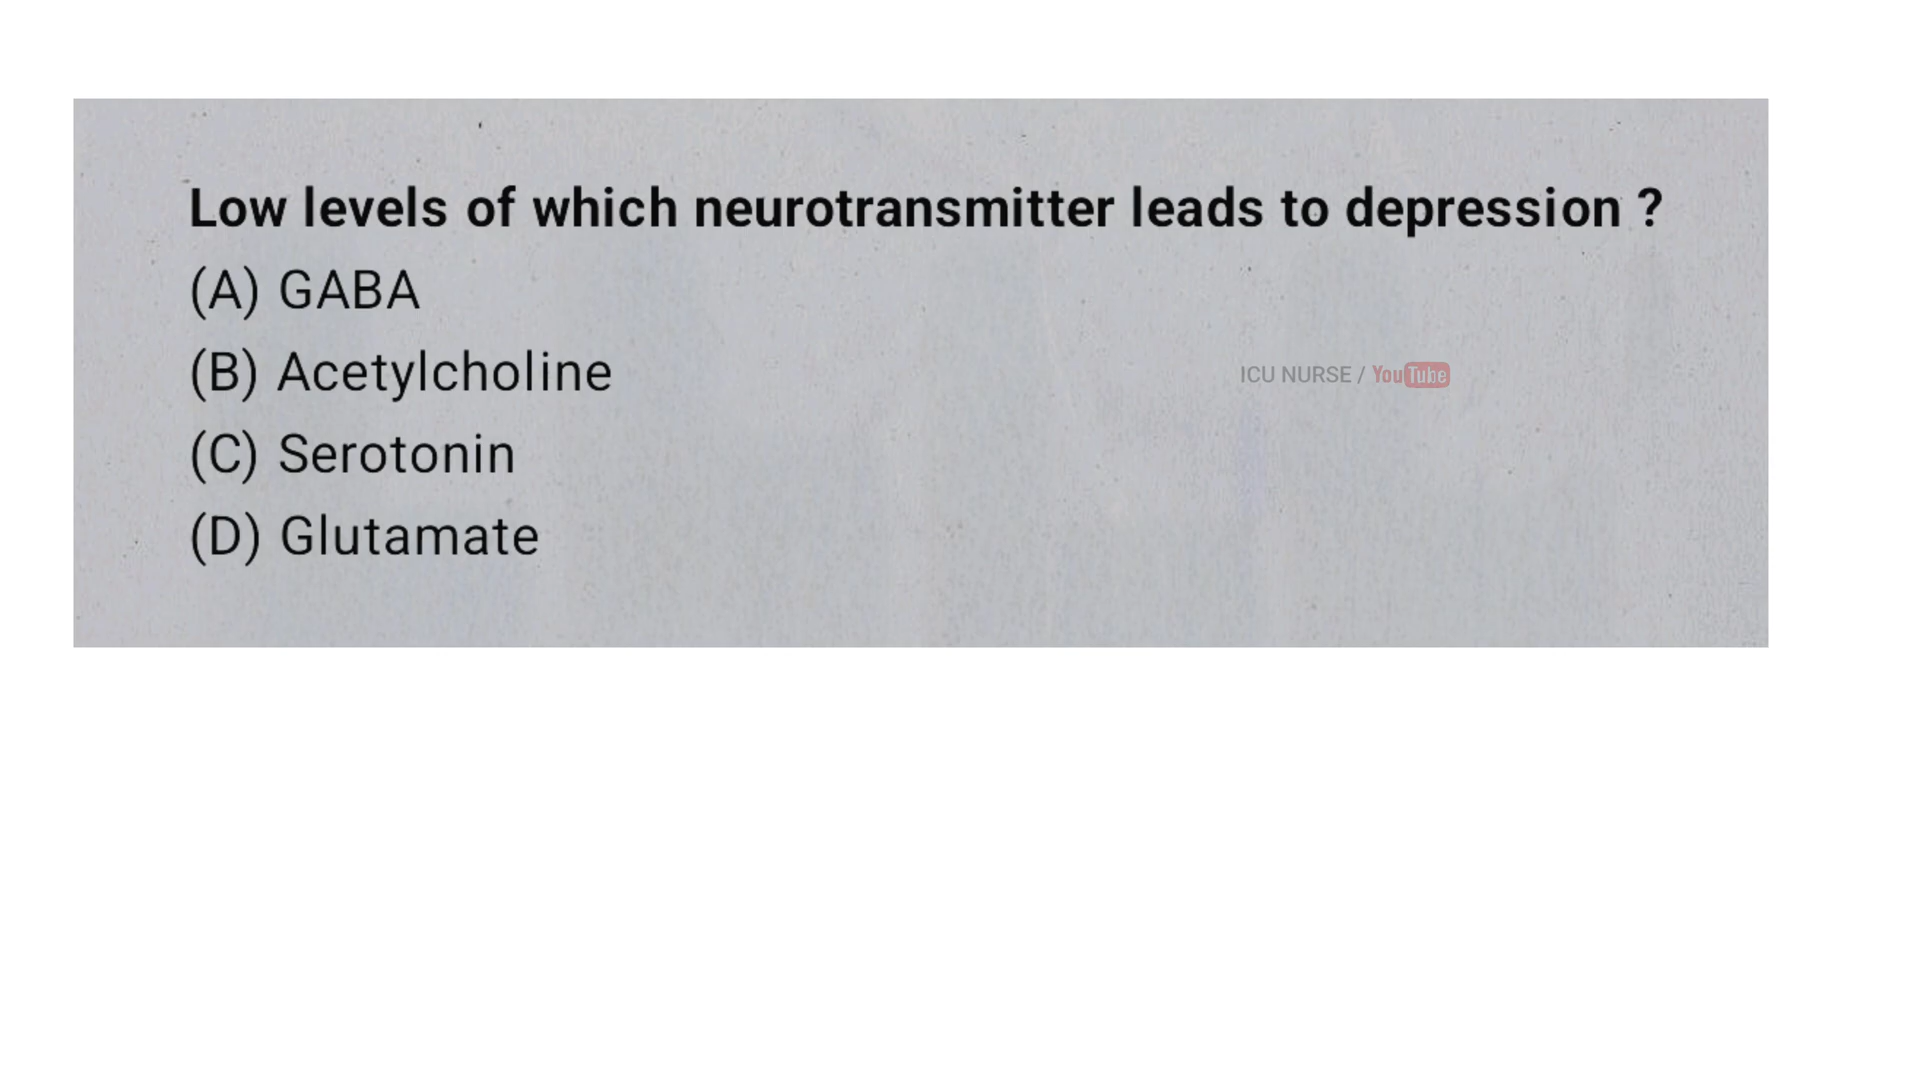 Low levels of which neurotransmitter leads to depression ?
(A) GABA
(B) Acetylcholine
ICU NURSE / YouTube
(C) Serotonin
(D) Glutamate